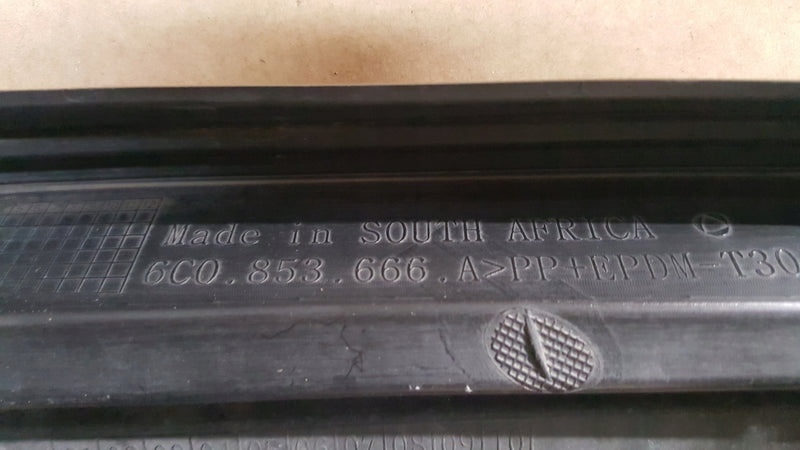 Made in SOUTH AFRICA
6C0.853.666.A>PP+EPDM-T30